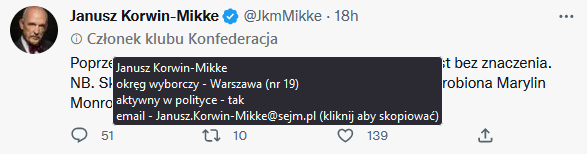 Janusz Korwin-Mikke @JkmMikke · 18h
Członek klubu Konfederacja
Poprze st bez znaczenia.
Janusz Korwin-Mikke
okręg wyborczy - Warszawa (nr 19)
NB. Sk robiona Marylin
aktywny w polityce - tak
Monro
email - Janusz.Korwin-Mikke@sejm.pl (kliknij aby skopiować)
51 10 139